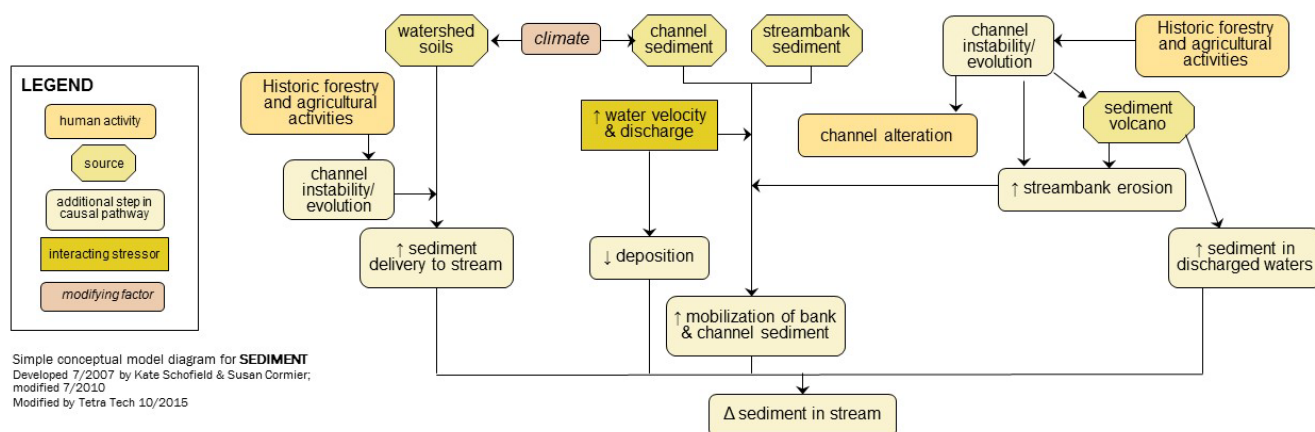 watershed
soils
climate
channel
sediment
streambank
sediment
channel
instability/
evolution
Historic forestry
and agricultural
activities
LEGEND
human activity
source
additional step in
causal pathway
interacting stressor
modifying factor
Historic forestry
and agricultural
activities
↑ water velocity
& discharge
channel alteration
sediment
volcano
channel
instability/
evolution
↑ streambank erosion
↑ sediment
delivery to stream
↓ deposition
↑ sediment in
discharged waters
↑ mobilization of bank
& channel sediment
Simple conceptual model diagram for SEDIMENT
Developed 7/2007 by Kate Schofield & Susan Cormier;
modified 7/2010
Modified by Tetra Tech 10/2015
Δ sediment in stream